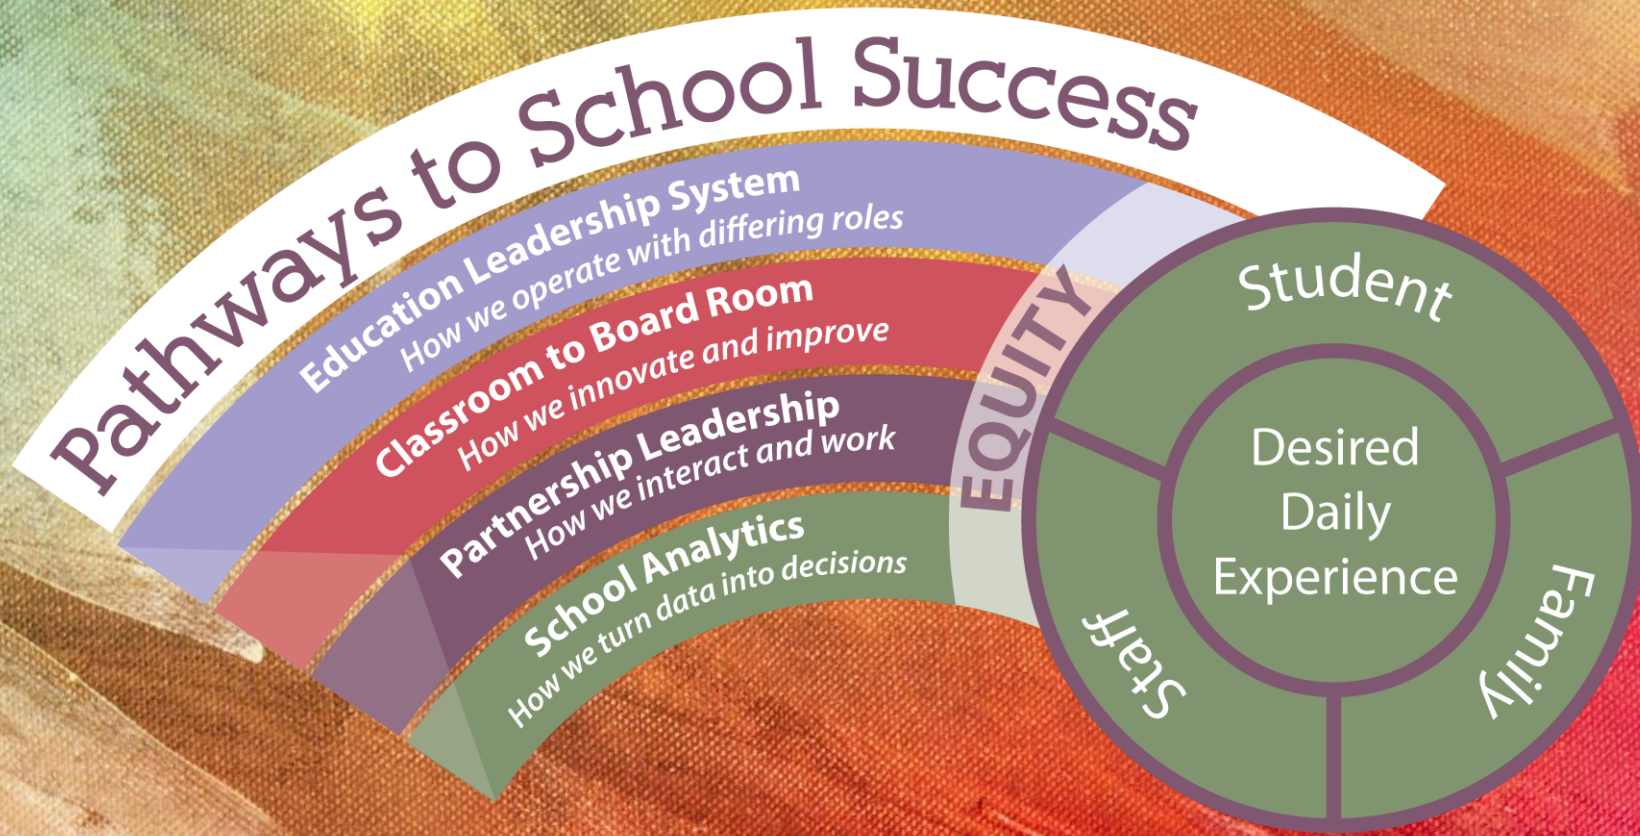 Pathways to School Success
Education Leadership System
How we operate with differing roles
Classroom to Board Room
How we innovate and improve
Partnership Leadership
How we interact and work
School Analytics
How we turn data into decisions
EQUITY
Student
Desired
Daily
Experience
Staff
Family